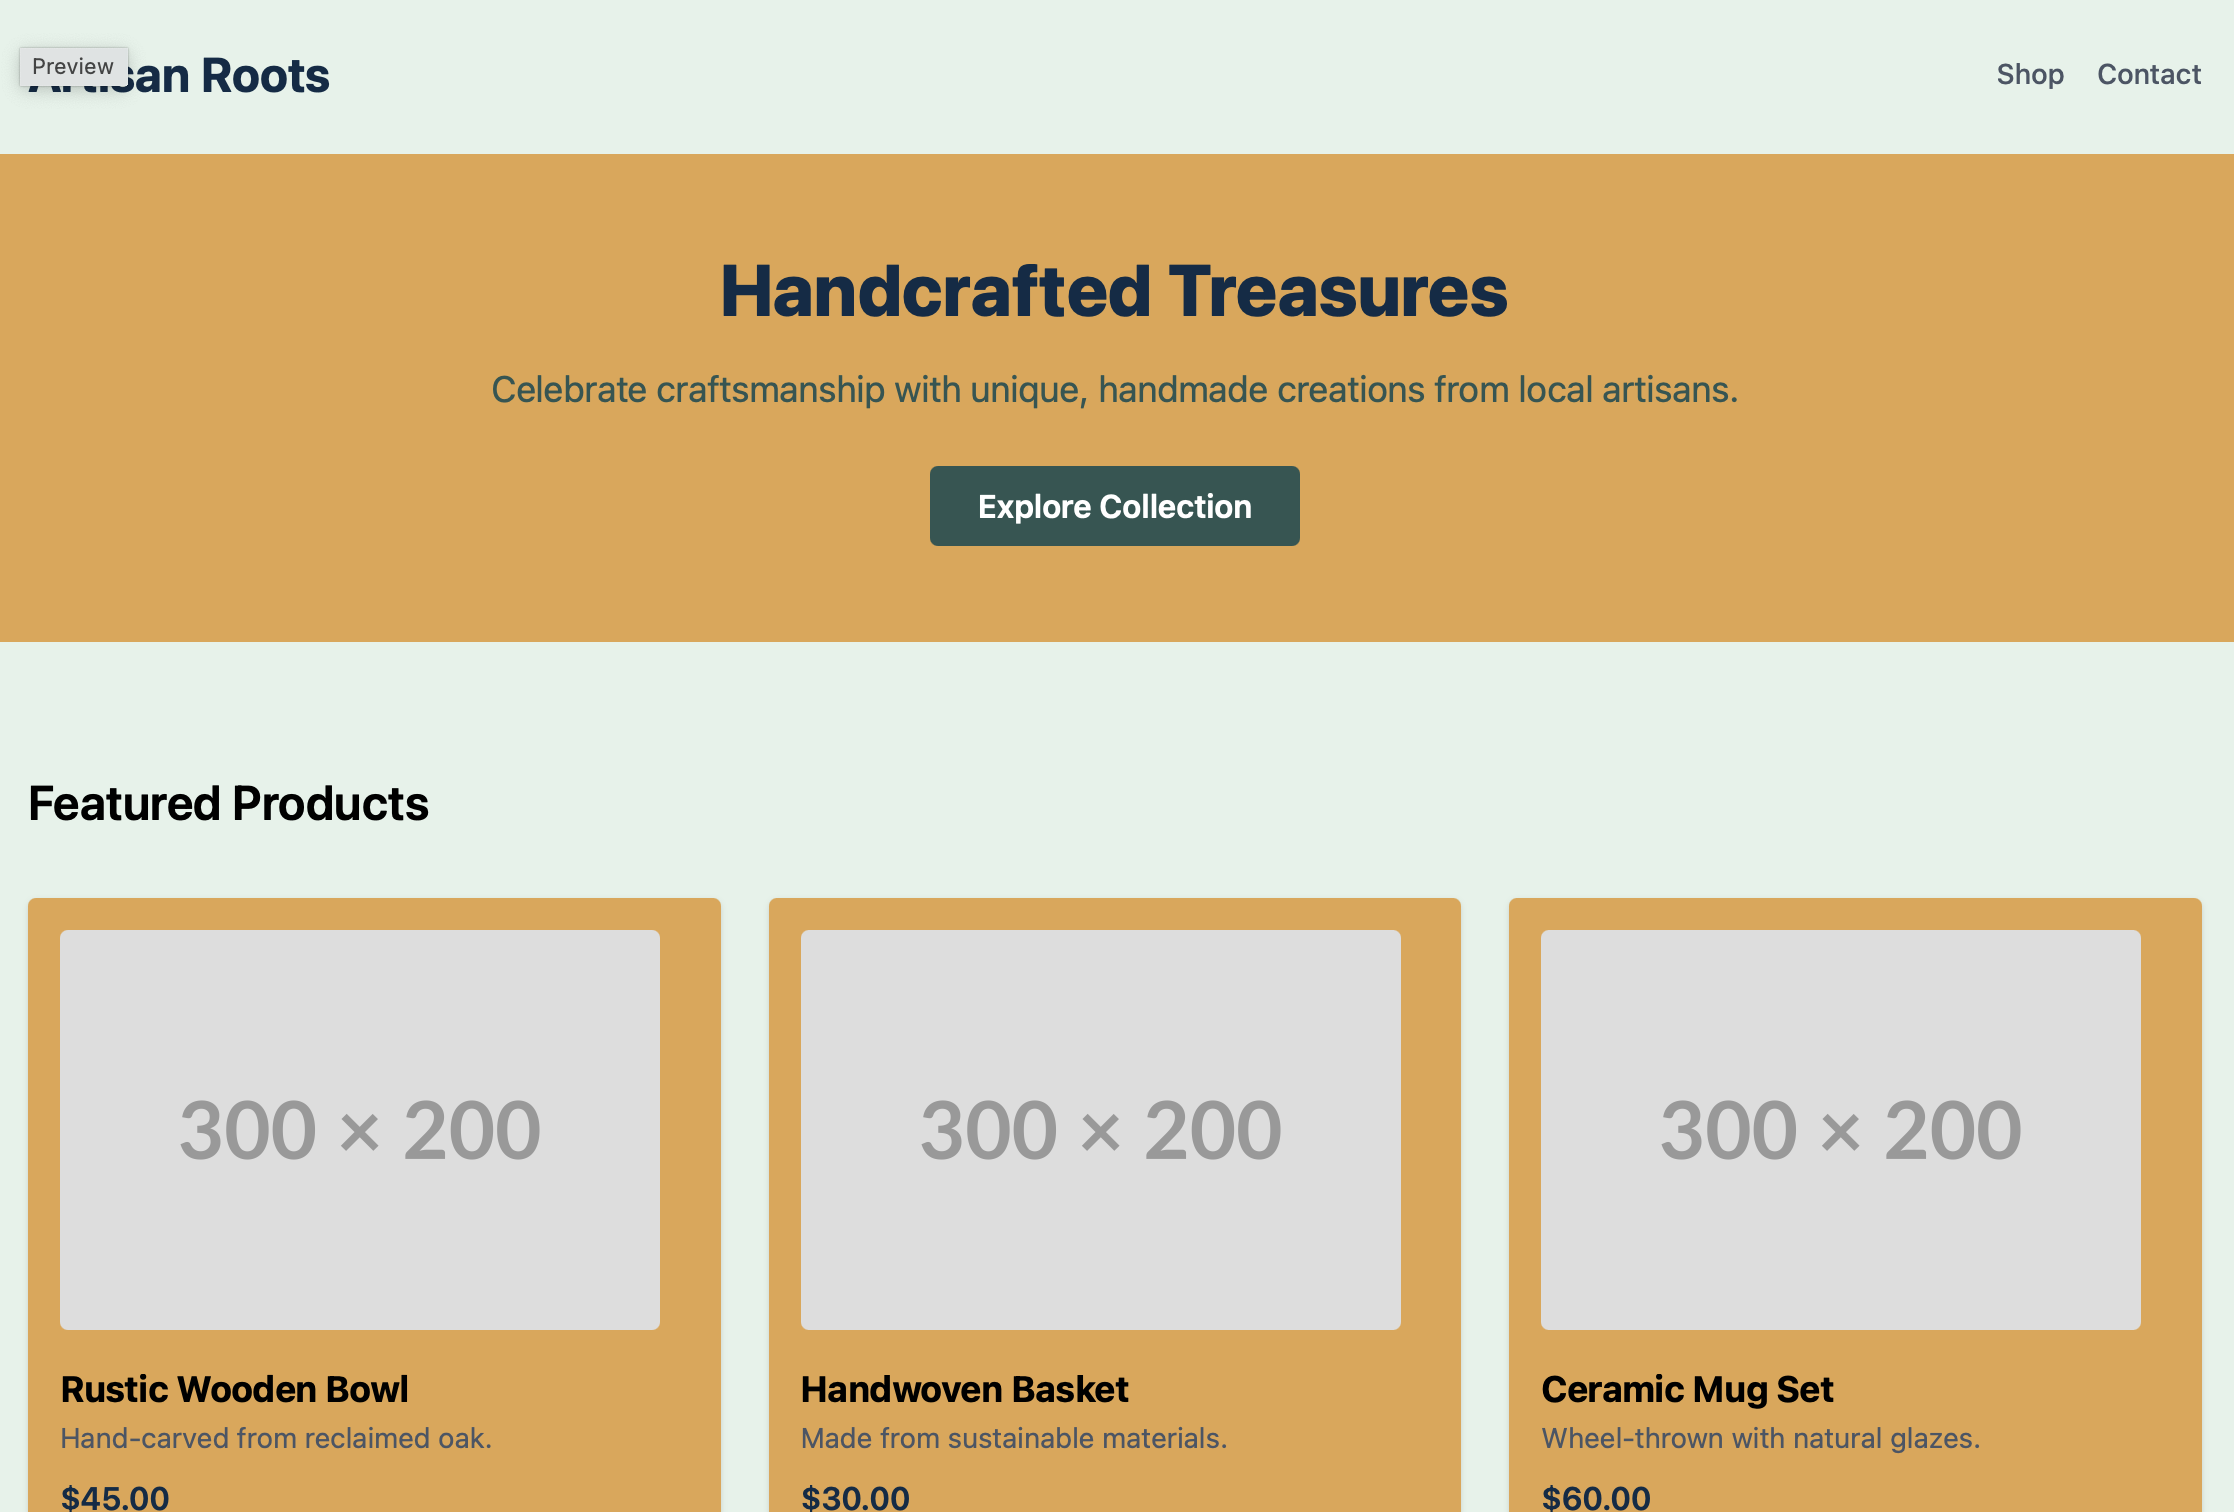 Preview
san Roots
Shop Contact
Handcrafted Treasures
Celebrate craftsmanship with unique, handmade creations from local artisans.
Explore Collection
Featured Products
300 × 200
300 × 200
300 × 200
Rustic Wooden Bowl
Hand-carved from reclaimed oak.
$45.00
Handwoven Basket
Made from sustainable materials.
$30.00
Ceramic Mug Set
Wheel-thrown with natural glazes.
$60.00